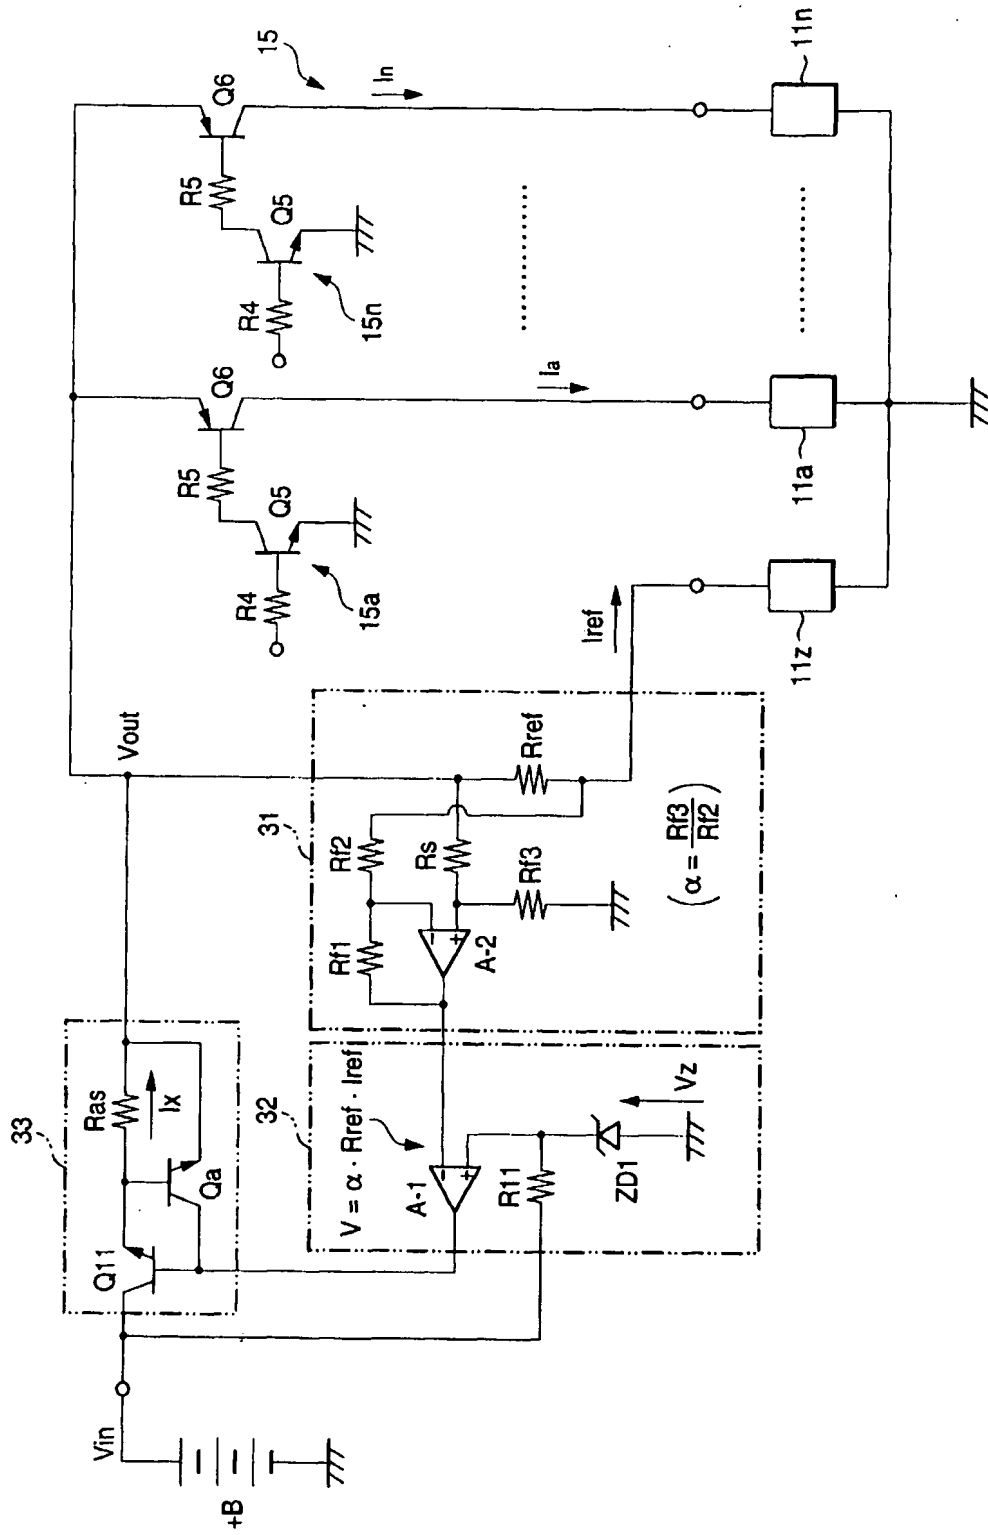 +B
Vin
33
Q11
Qa
Ras
Ix
Vout
32
V = α · Rref · Iref
A-1
R11
ZD1
Vz
31
Rf1
Rf2
Rs
A-2
Rf3
Rref
(α = Rf3/Rf2)
Iref
R4
15a
Q5
R5
Q6
Ia
R4
15n
Q5
R5
Q6
15
In
11z
11a
11n